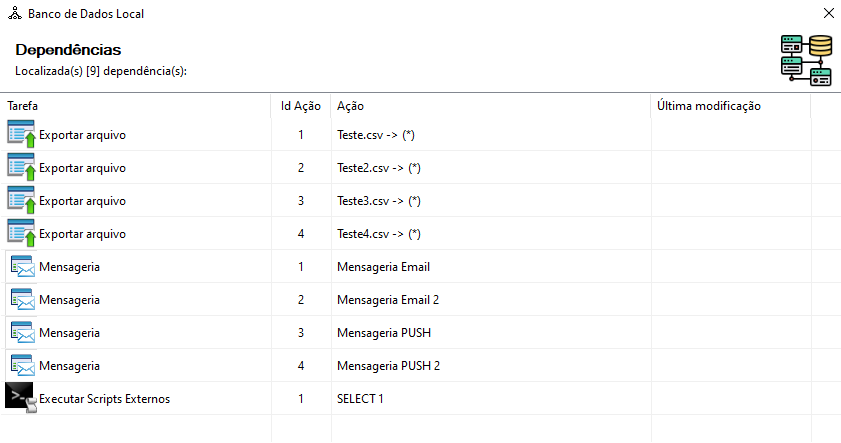 Banco de Dados Local
Dependências
Localizada(s) [9] dependência(s):
Tarefa Id Ação Ação Última modificação
Exportar arquivo 1 Teste.csv -> (*)
Exportar arquivo 2 Teste2.csv -> (*)
Exportar arquivo 3 Teste3.csv -> (*)
Exportar arquivo 4 Teste4.csv -> (*)
Mensageria 1 Mensageria Email
Mensageria 2 Mensageria Email 2
Mensageria 3 Mensageria PUSH
Mensageria 4 Mensageria PUSH 2
Executar Scripts Externos 1 SELECT 1